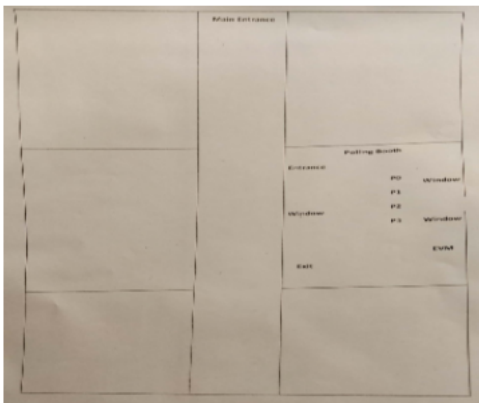 Main Entrance
Polling Booth
Entrance
P0
Window
P1
P2
Window
P3
Window
EVM
Exit